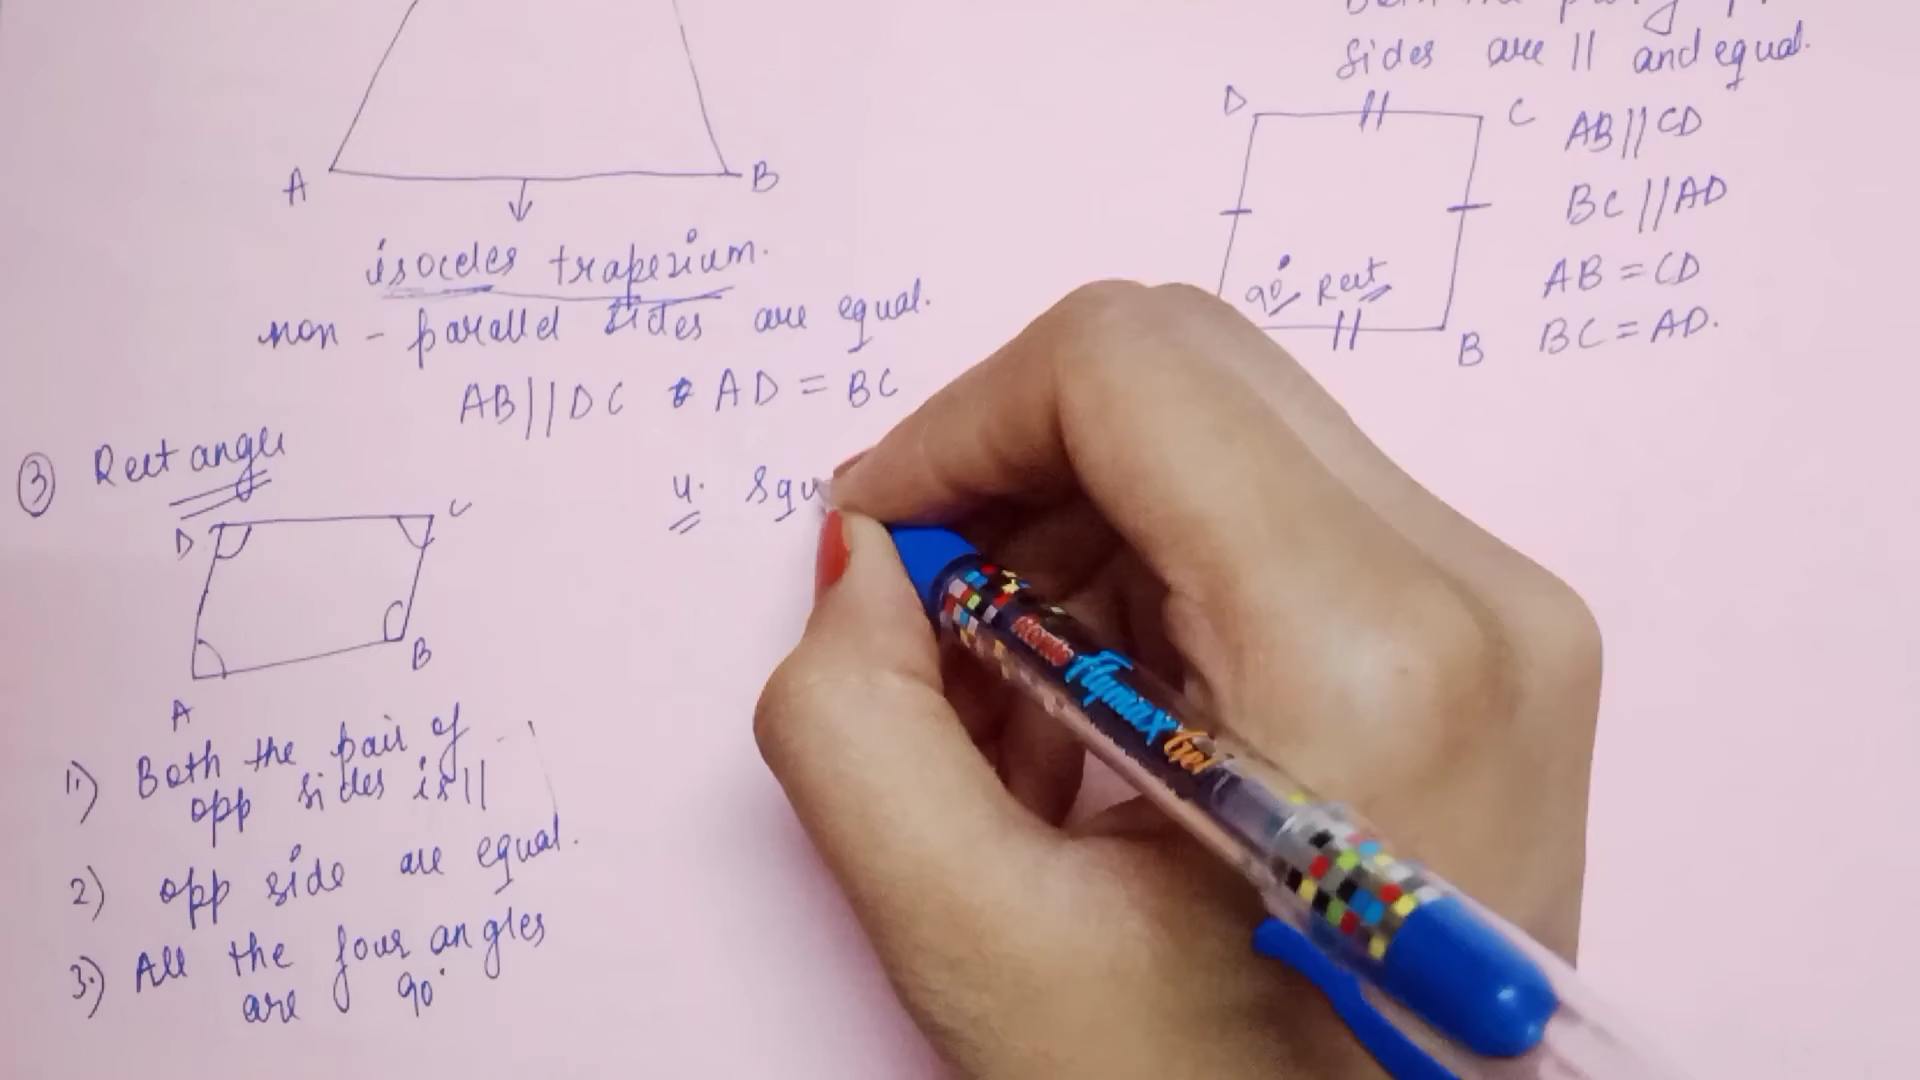 sides are || and equal.
D C
AB||CD
BC||AD
AB = CD
BC = AD.
90° Rect
B
A B
isoceles trapezium.
non - parallel sides are equal.
AB||DC AD = BC
③ Rectangle
D C
A B
1) Both the pair of
opp sides is ||
2) opp side are equal.
3) All the four angles
are 90°
4. Squ
atomic flymax Gel